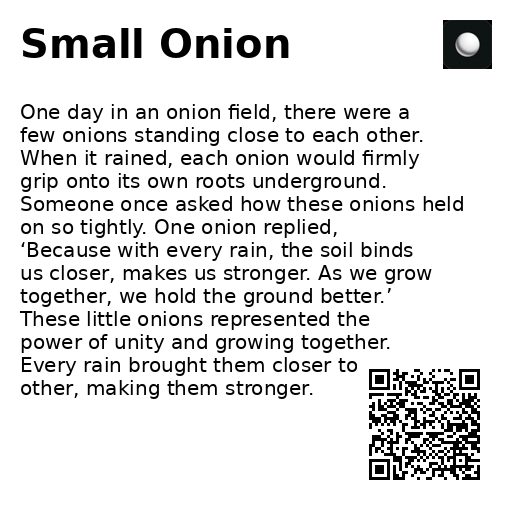 Small Onion
One day in an onion field, there were a
few onions standing close to each other.
When it rained, each onion would firmly
grip onto its own roots underground.
Someone once asked how these onions held
on so tightly. One onion replied,
‘Because with every rain, the soil binds
us closer, makes us stronger. As we grow
together, we hold the ground better.’
These little onions represented the
power of unity and growing together.
Every rain brought them closer to
other, making them stronger.